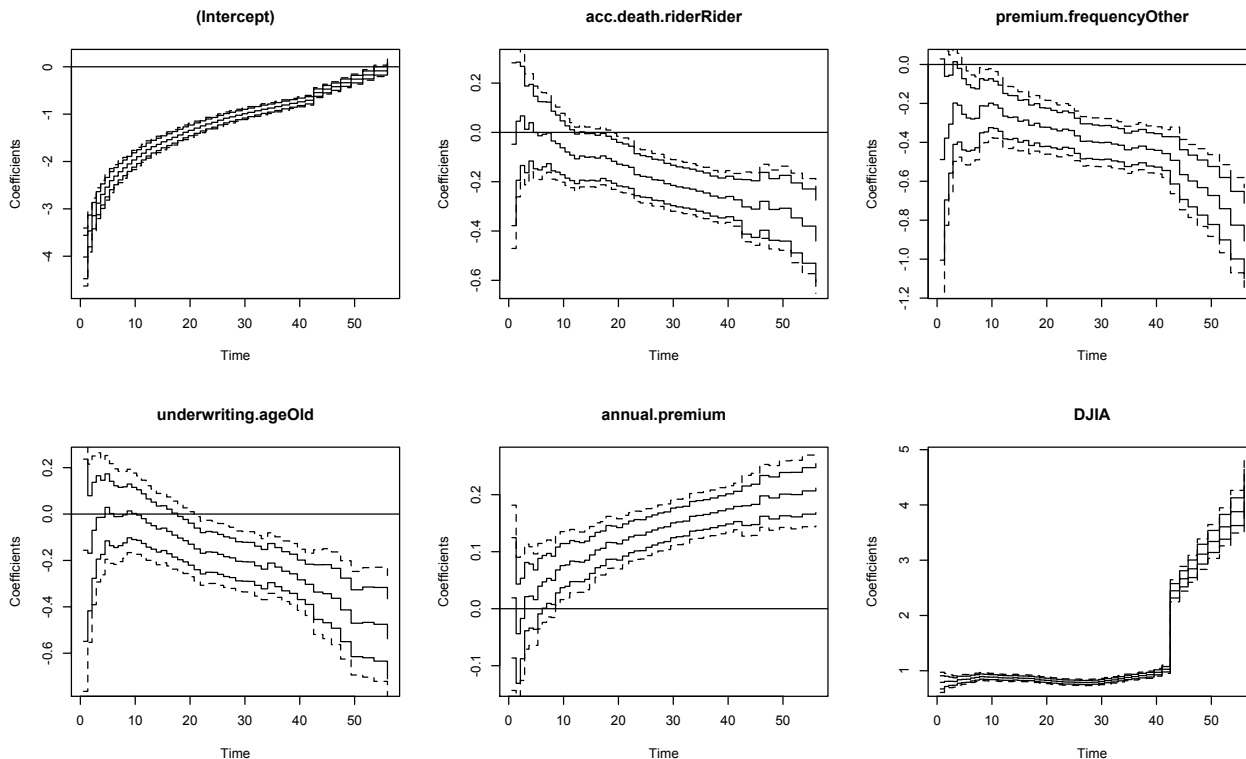 (Intercept)
Coefficients
0
1
2
3
4
0 10 20 30 40 50
Time
acc.death.riderRider
Coefficients
0.2
0.0
-0.2
-0.4
-0.6
0 10 20 30 40 50
Time
premium.frequencyOther
Coefficients
0.0
-0.2
-0.4
-0.6
-0.8
-1.0
-1.2
0 10 20 30 40 50
Time
underwriting.ageOld
Coefficients
0.2
0.0
-0.2
-0.4
-0.6
0 10 20 30 40 50
Time
annual.premium
Coefficients
0.2
0.1
0.0
-0.1
0 10 20 30 40 50
Time
DJIA
Coefficients
5
4
3
2
1
0 10 20 30 40 50
Time